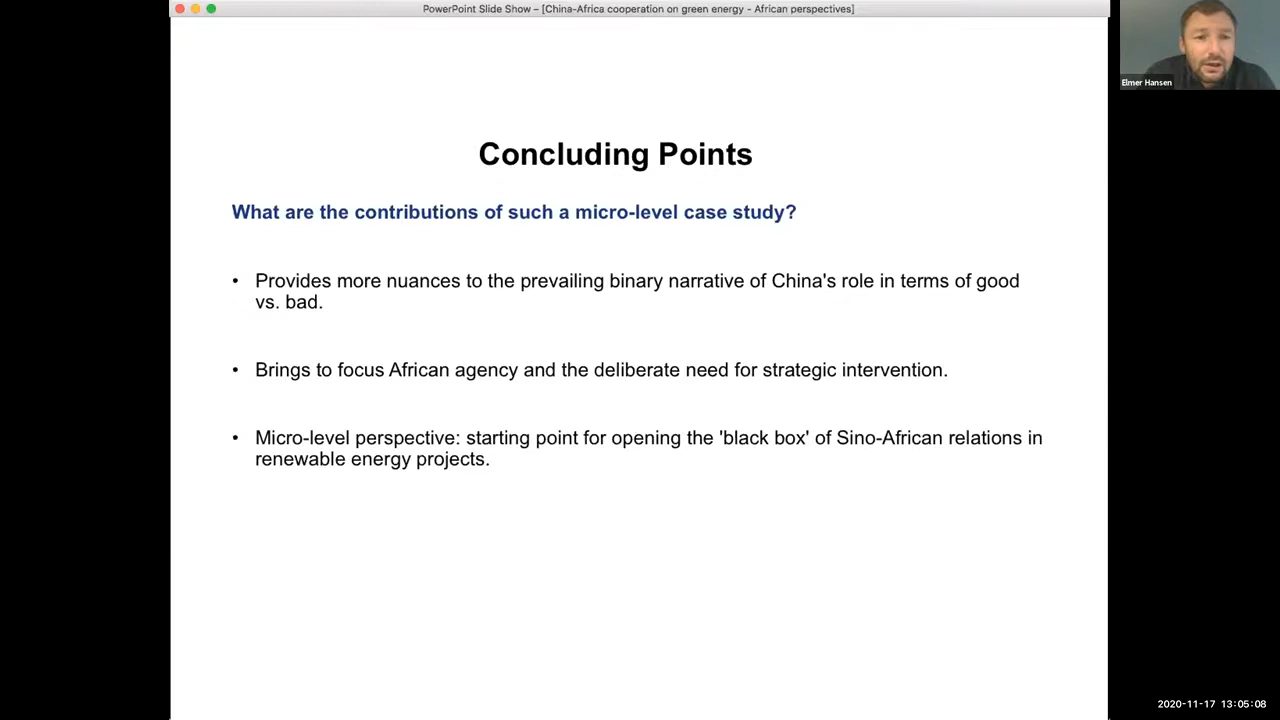 PowerPoint Slide Show – [China-Africa cooperation on green energy - African perspectives]
Elmer Hansen
Concluding Points
What are the contributions of such a micro-level case study?
• Provides more nuances to the prevailing binary narrative of China's role in terms of good
vs. bad.
• Brings to focus African agency and the deliberate need for strategic intervention.
• Micro-level perspective: starting point for opening the 'black box' of Sino-African relations in
renewable energy projects.
2020-11-17 13:05:08